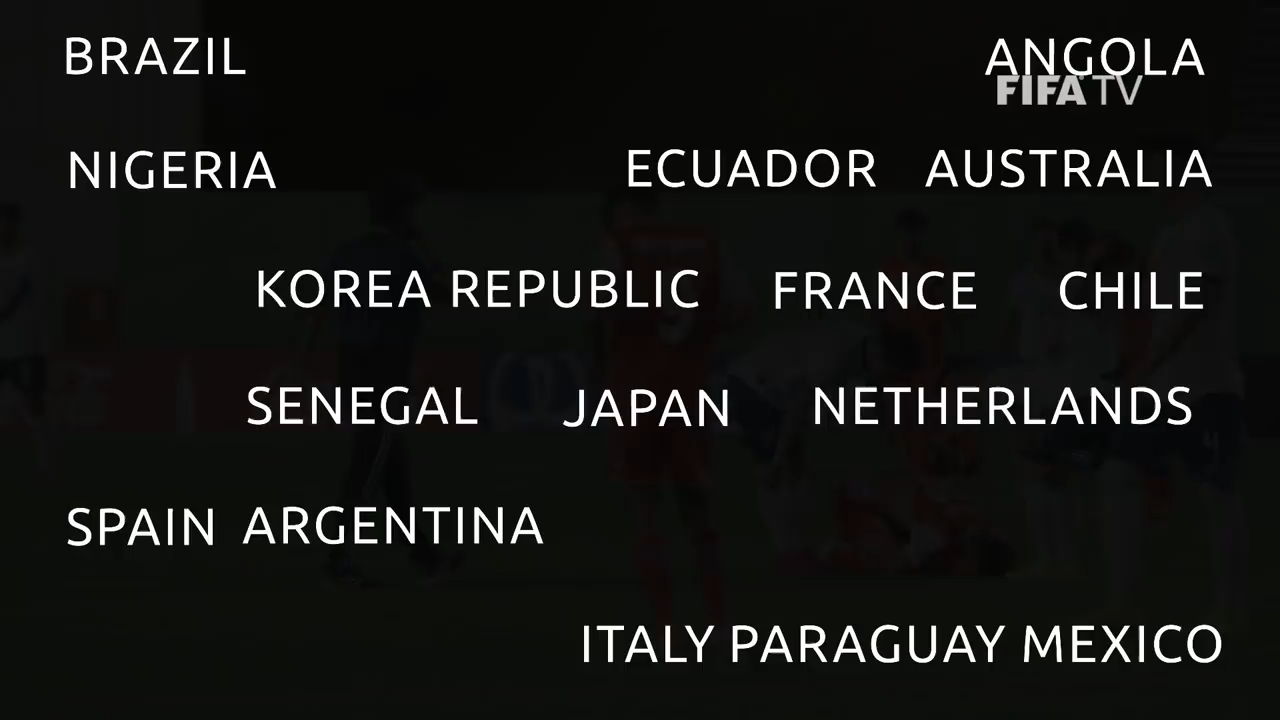 BRAZIL ANGOLA
FIFA TV
NIGERIA ECUADOR AUSTRALIA
KOREA REPUBLIC FRANCE CHILE
SENEGAL JAPAN NETHERLANDS
SPAIN ARGENTINA
ITALY PARAGUAY MEXICO